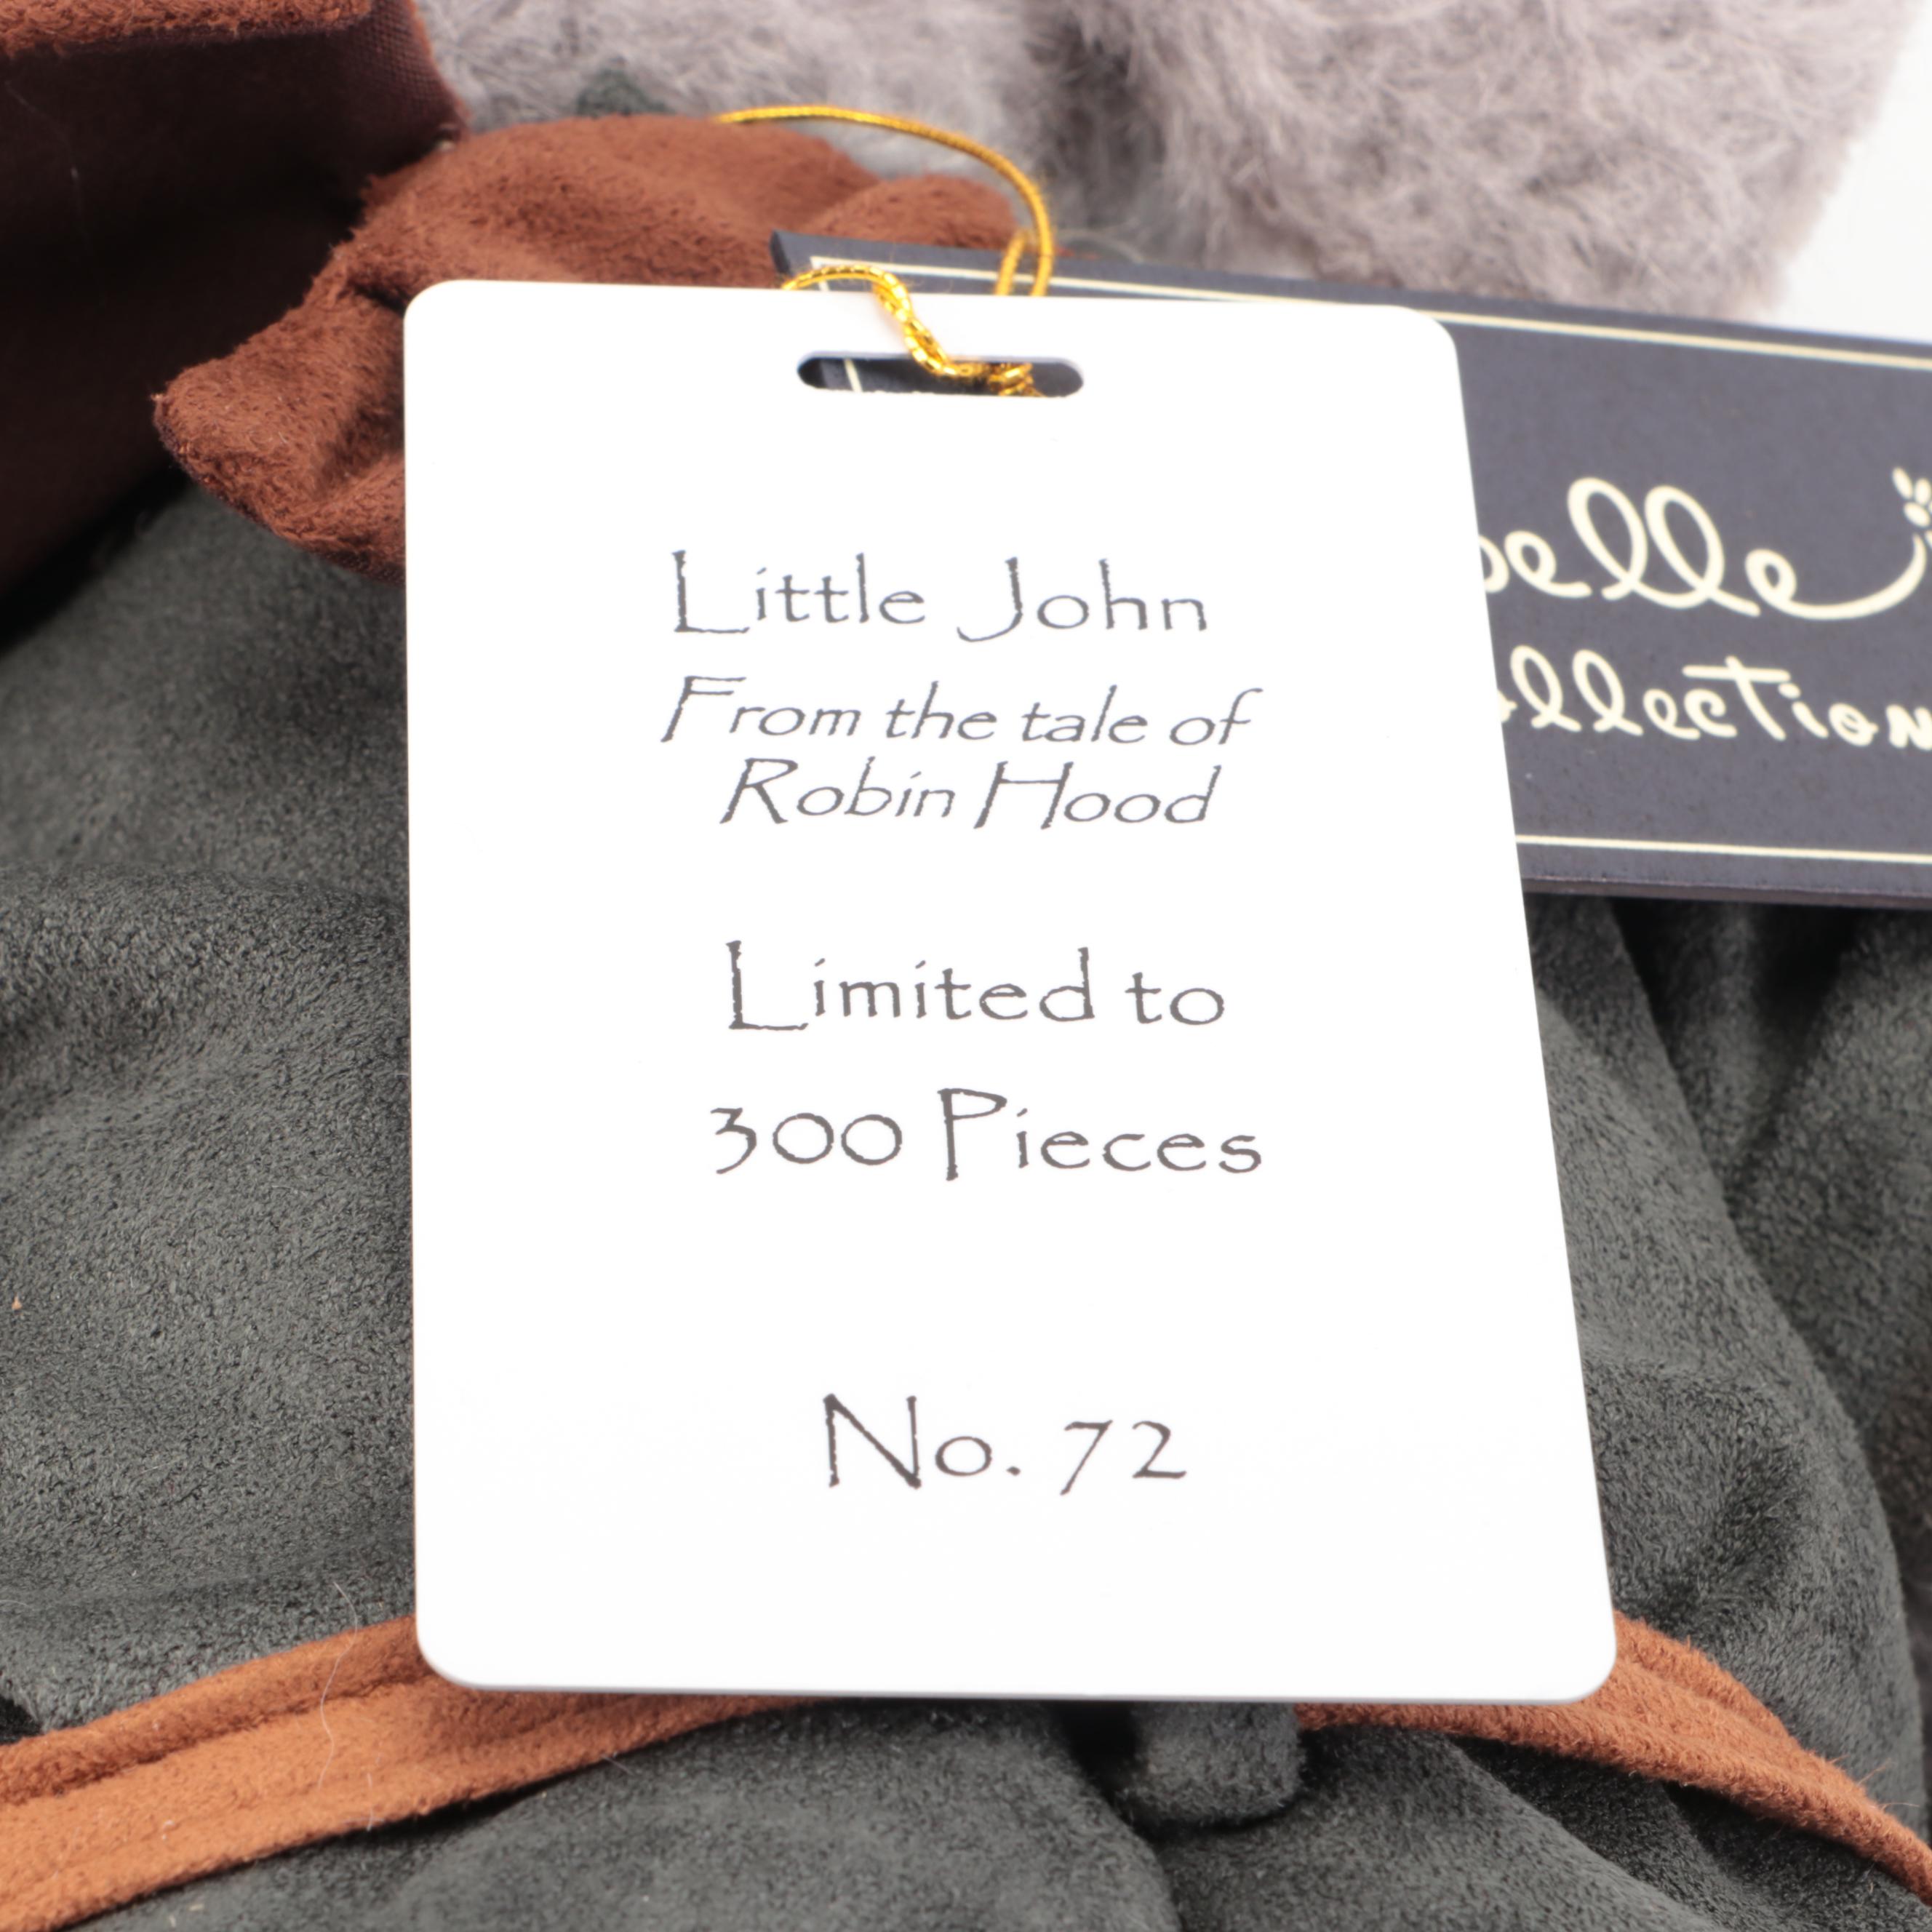 Little John
From the tale of
Robin Hood
Limited to
300 Pieces
No. 72